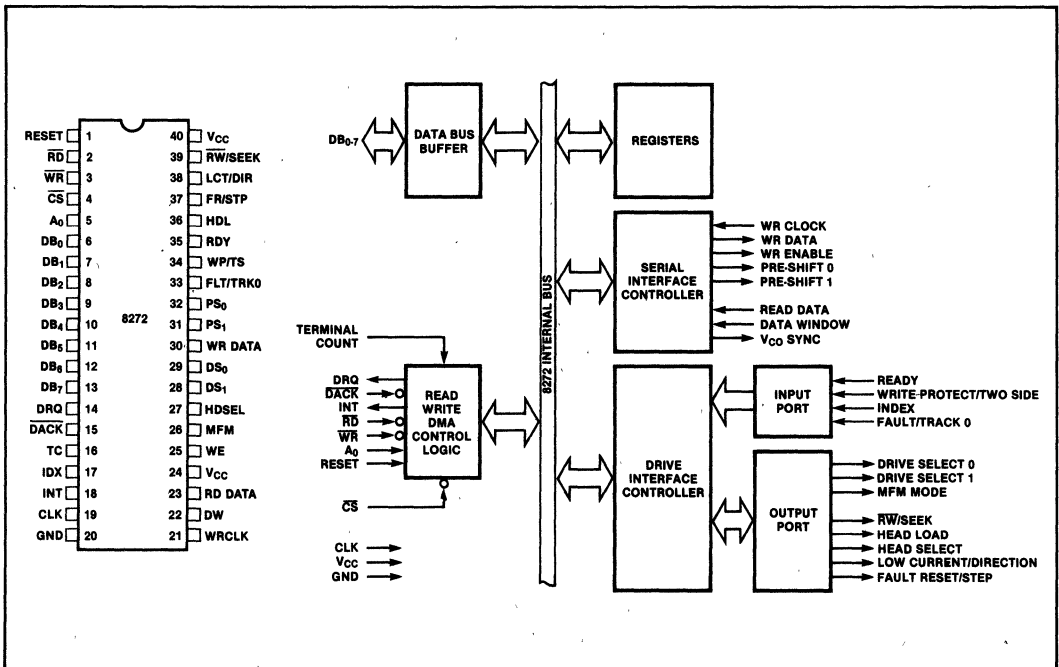 RESET 1 40 VCC
RD 2 39 RW/SEEK
WR 3 38 LCT/DIR
CS 4 37 FR/STP
A0 5 36 HDL
DB0 6 35 RDY
DB1 7 34 WP/TS
DB2 8 33 FLT/TRK0
DB3 9 32 PS0
DB4 10 31 PS1
8272
DB5 11 30 WR DATA
DB6 12 29 DS0
DB7 13 28 DS1
DRQ 14 27 HDSEL
DACK 15 26 MFM
TC 16 25 WE
IDX 17 24 VCC
INT 18 23 RD DATA
CLK 19 22 DW
GND 20 21 WRCLK
DB0-7
DATA BUS
BUFFER
TERMINAL
COUNT
DRQ
DACK
INT
RD
WR
A0
RESET
READ
WRITE
DMA
CONTROL
LOGIC
CS
CLK
VCC
GND
8272 INTERNAL BUS
REGISTERS
SERIAL
INTERFACE
CONTROLLER
WR CLOCK
WR DATA
WR ENABLE
PRE-SHIFT 0
PRE-SHIFT 1
READ DATA
DATA WINDOW
VCO SYNC
DRIVE
INTERFACE
CONTROLLER
INPUT
PORT
READY
WRITE-PROTECT/TWO SIDE
INDEX
FAULT/TRACK 0
OUTPUT
PORT
DRIVE SELECT 0
DRIVE SELECT 1
MFM MODE
RW/SEEK
HEAD LOAD
HEAD SELECT
LOW CURRENT/DIRECTION
FAULT RESET/STEP